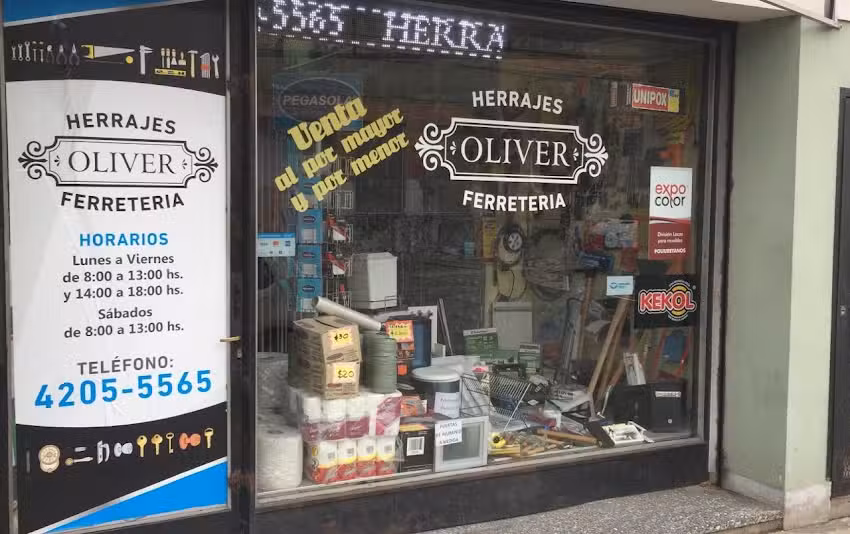 HERRAJES
OLIVER
FERRETERIA
HORARIOS
Lunes a Viernes
de 8:00 a 13:00 hs.
y 14:00 a 18:00 hs.
Sábados
de 8:00 a 13:00 hs.
TELÉFONO:
4205-5565
-5565 HERRA
PEGASOLA
Venta
al por mayor
y por menor
HERRAJES
OLIVER
FERRETERIA
UNIPOX
expo
color
POLIURETANOS
KEKOL
$30
$20